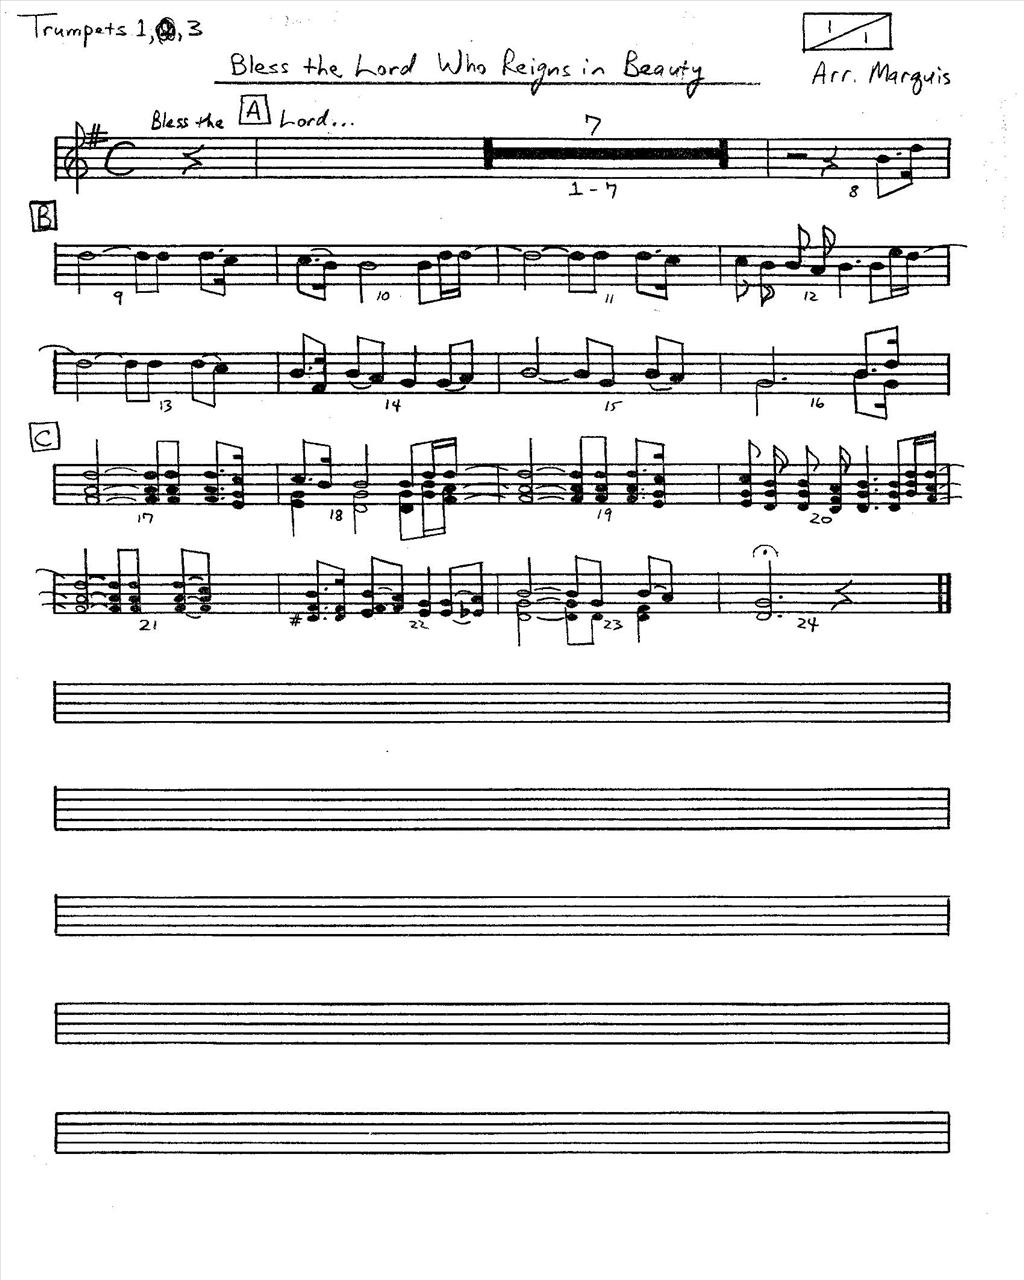 Trumpets 1, 2, 3
1/1
Bless the Lord Who Reigns in Beauty
Arr. Marquis
Bless the A Lord...
7
1-7
8
B
9 10 11 12
13 14 15 16
C
17 18 19 20
21 22 23 24